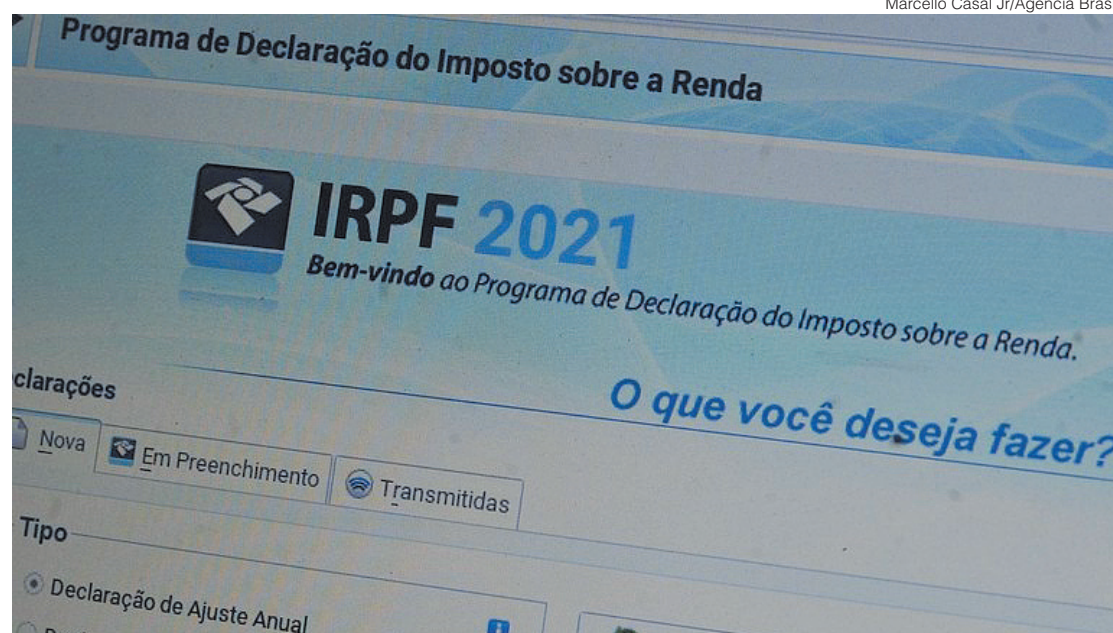 Marcello Casal Jr/Agência Bras
Programa de Declaração do Imposto sobre a Renda
IRPF 2021
Bem-vindo ao Programa de Declaração do Imposto sobre a Renda.
O que você deseja fazer?
clarações
Nova
Em Preenchimento
Transmitidas
Tipo
Declaração de Ajuste Anual